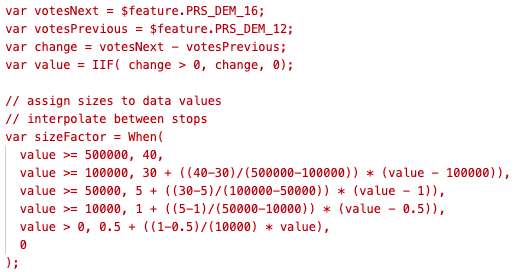 var votesNext = $feature.PRS_DEM_16;
var votesPrevious = $feature.PRS_DEM_12;
var change = votesNext - votesPrevious;
var value = IIF( change > 0, change, 0);

// assign sizes to data values
// interpolate between stops
var sizeFactor = When(
  value >= 500000, 40,
  value >= 100000, 30 + ((40-30)/(500000-100000)) * (value - 100000)),
  value >= 50000, 5 + ((30-5)/(100000-50000)) * (value - 1)),
  value >= 10000, 1 + ((5-1)/(50000-10000)) * (value - 0.5)),
  value > 0, 0.5 + ((1-0.5)/(10000) * value),
  0
);